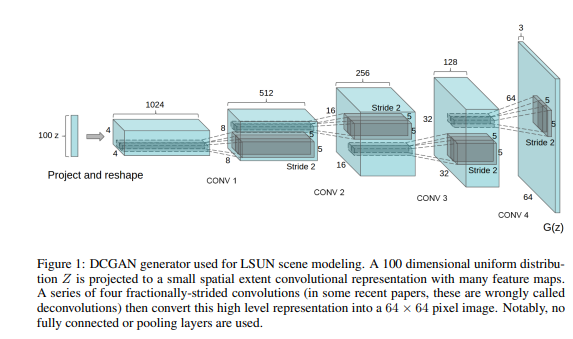 3
128
256
64
512
5
1024
16
Stride 2
5
32
5
4
8
5
5
100 z
5
Stride 2
4
5
5
8
Stride 2
16
32
Stride 2
Project and reshape
CONV 1
CONV 2
CONV 3
64
CONV 4
G(z)
Figure 1: DCGAN generator used for LSUN scene modeling. A 100 dimensional uniform distribu-
tion Z is projected to a small spatial extent convolutional representation with many feature maps.
A series of four fractionally-strided convolutions (in some recent papers, these are wrongly called
deconvolutions) then convert this high level representation into a 64 × 64 pixel image. Notably, no
fully connected or pooling layers are used.